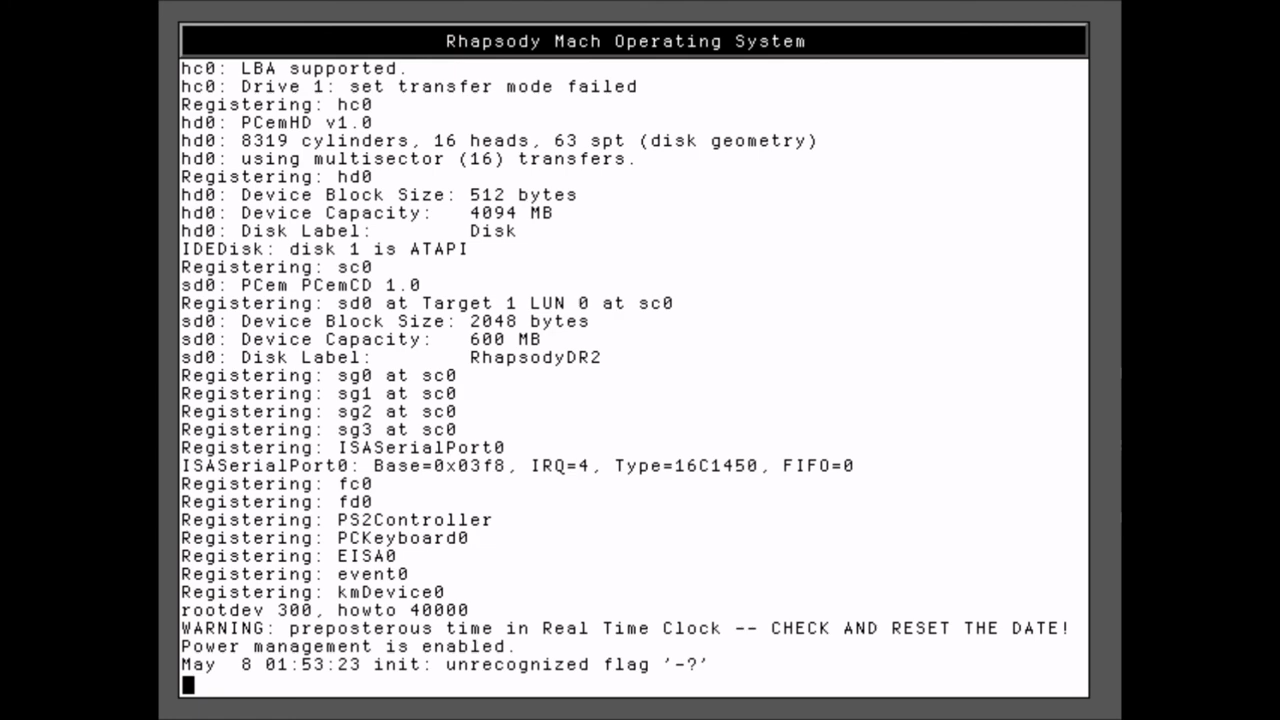 Rhapsody Mach Operating System
hc0: LBA supported.
hc0: Drive 1: set transfer mode failed
Registering: hc0
hd0: PCemHD v1.0
hd0: 8319 cylinders, 16 heads, 63 spt (disk geometry)
hd0: using multisector (16) transfers.
Registering: hd0
hd0: Device Block Size: 512 bytes
hd0: Device Capacity:   4094 MB
hd0: Disk Label:        Disk
IDEDisk: disk 1 is ATAPI
Registering: sc0
sd0: PCem PCemCD 1.0
Registering: sd0 at Target 1 LUN 0 at sc0
sd0: Device Block Size: 2048 bytes
sd0: Device Capacity:   600 MB
sd0: Disk Label:        RhapsodyDR2
Registering: sg0 at sc0
Registering: sg1 at sc0
Registering: sg2 at sc0
Registering: sg3 at sc0
Registering: ISASerialPort0
ISASerialPort0: Base=0x03f8, IRQ=4, Type=16C1450, FIFO=0
Registering: fc0
Registering: fd0
Registering: PS2Controller
Registering: PCKeyboard0
Registering: EISA0
Registering: event0
Registering: kmDevice0
rootdev 300, howto 40000
WARNING: preposterous time in Real Time Clock -- CHECK AND RESET THE DATE!
Power management is enabled.
May  8 01:53:23 init: unrecognized flag '-?'